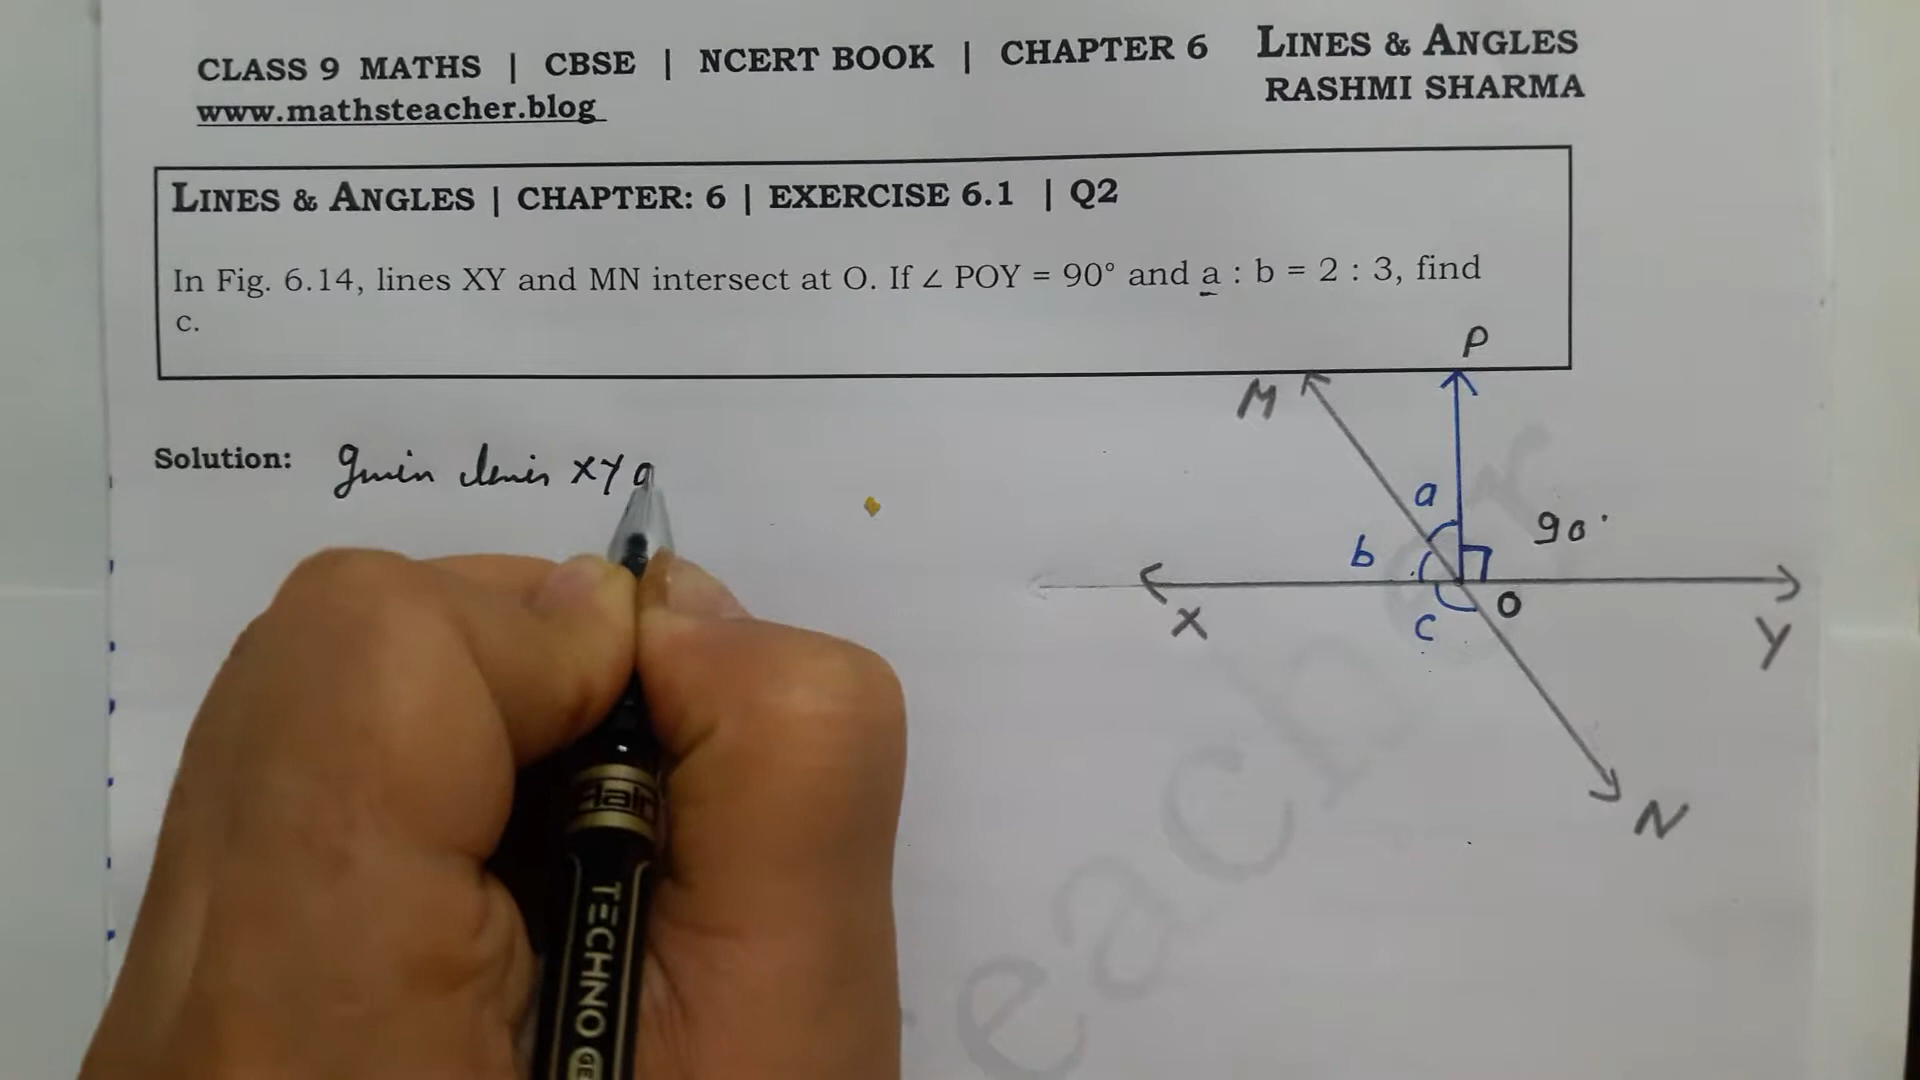 CLASS 9 MATHS | CBSE | NCERT BOOK | CHAPTER 6 LINES & ANGLES
www.mathsteacher.blog RASHMI SHARMA
LINES & ANGLES | CHAPTER: 6 | EXERCISE 6.1 | Q2
In Fig. 6.14, lines XY and MN intersect at O. If ∠ POY = 90° and a : b = 2 : 3, find
c.
P
M
Solution: Given lines XY a
a
90°
b
O
X
C
Y
N
eacher
TECHNO GE